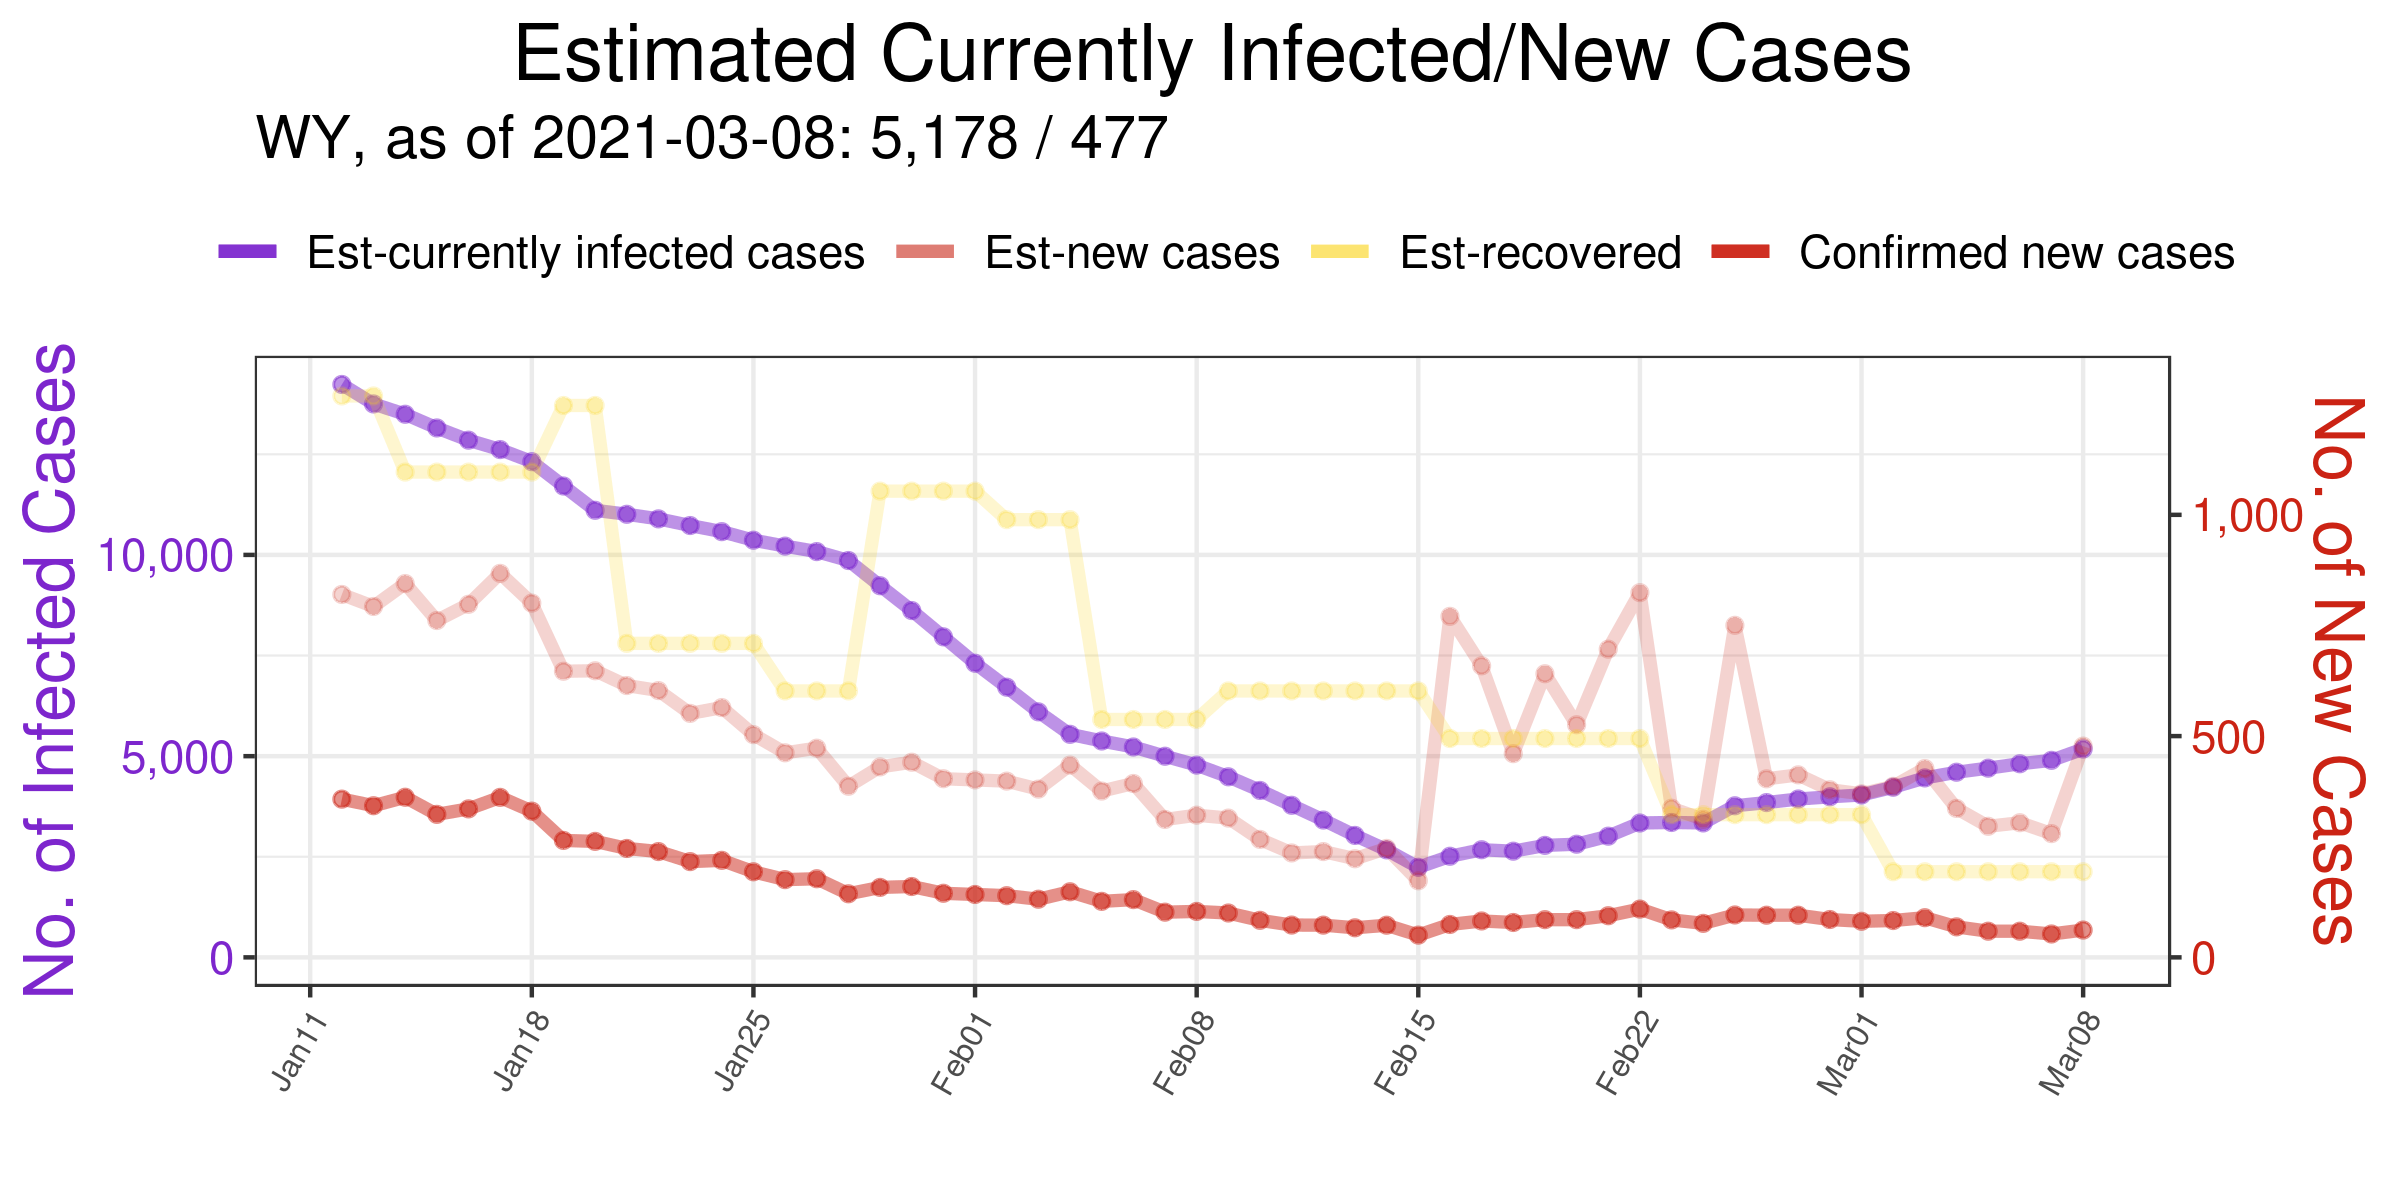 Estimated Currently Infected/New Cases
WY, as of 2021-03-08: 5,178 / 477
Est-currently infected cases Est-new cases Est-recovered Confirmed new cases
No. of Infected Cases
10,000
5,000
0
1,000
500
0
No. of New Cases
Jan11 Jan18 Jan25 Feb01 Feb08 Feb15 Feb22 Mar01 Mar08